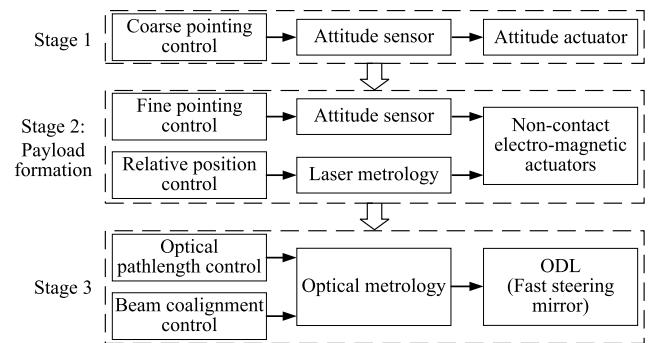 Stage 1
Coarse pointing
control
Attitude sensor
Attitude actuator
Stage 2:
Payload
formation
Fine pointing
control
Attitude sensor
Non-contact
electro-magnetic
actuators
Relative position
control
Laser metrology
Stage 3
Optical
pathlength control
Beam coalignment
control
Optical metrology
ODL
(Fast steering
mirror)